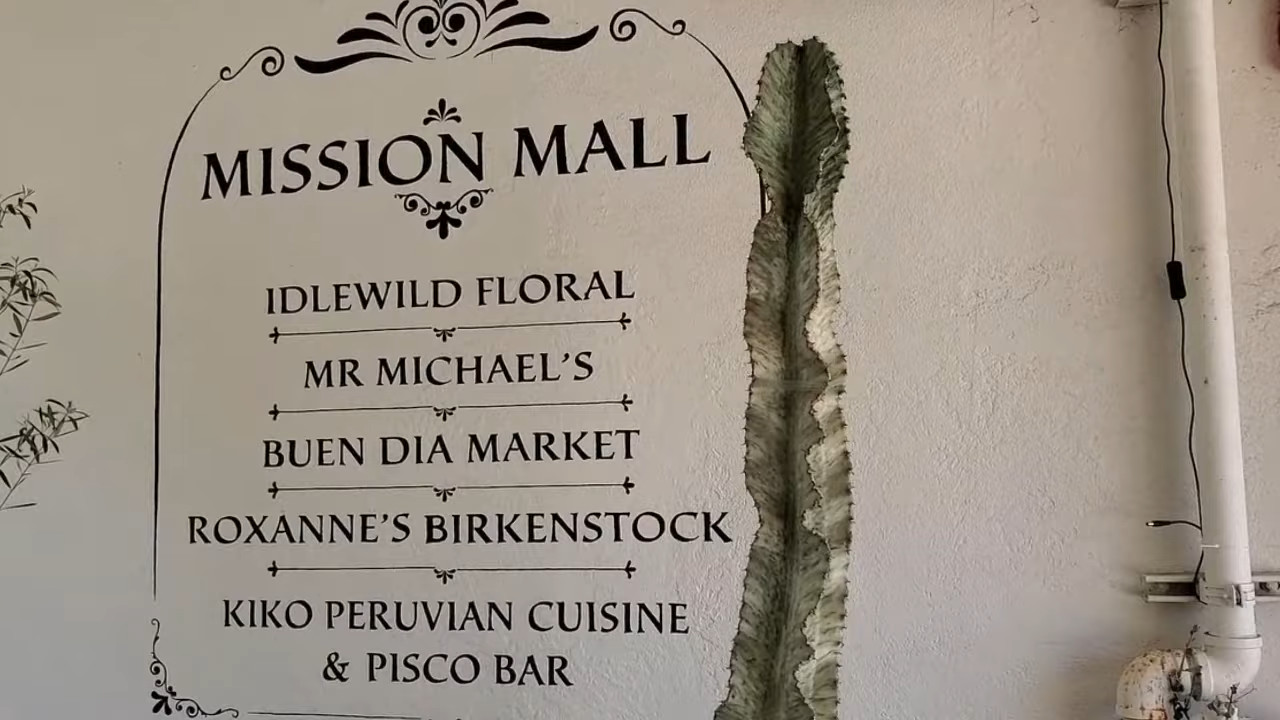 MISSION MALL
IDLEWILD FLORAL
MR MICHAEL'S
BUEN DIA MARKET
ROXANNE'S BIRKENSTOCK
KIKO PERUVIAN CUISINE
& PISCO BAR